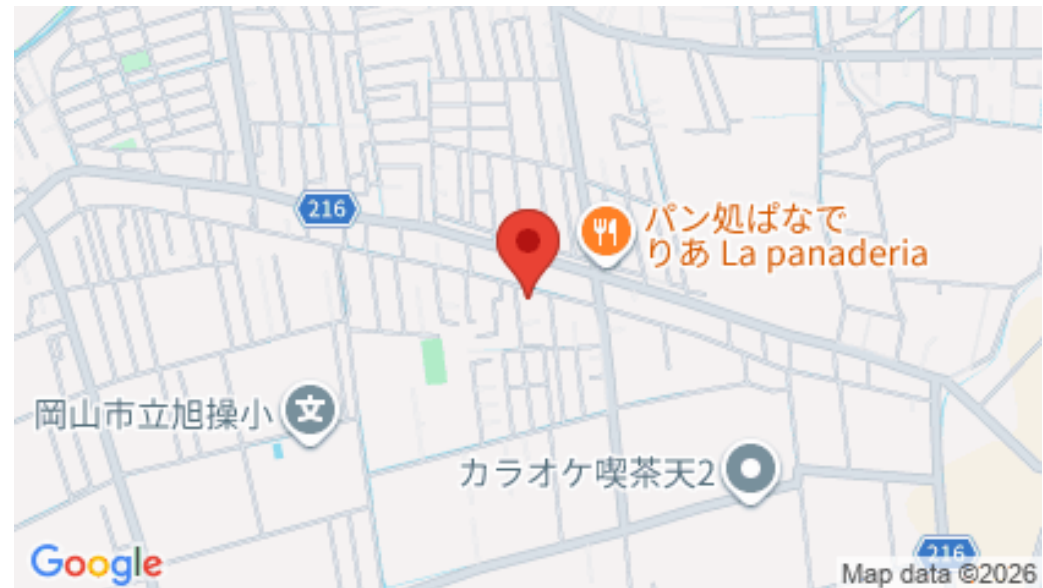 216
パン処ぱなで
りあ La panaderia
岡山市立旭操小
文
カラオケ喫茶天2
216
Google
Map data ©2026